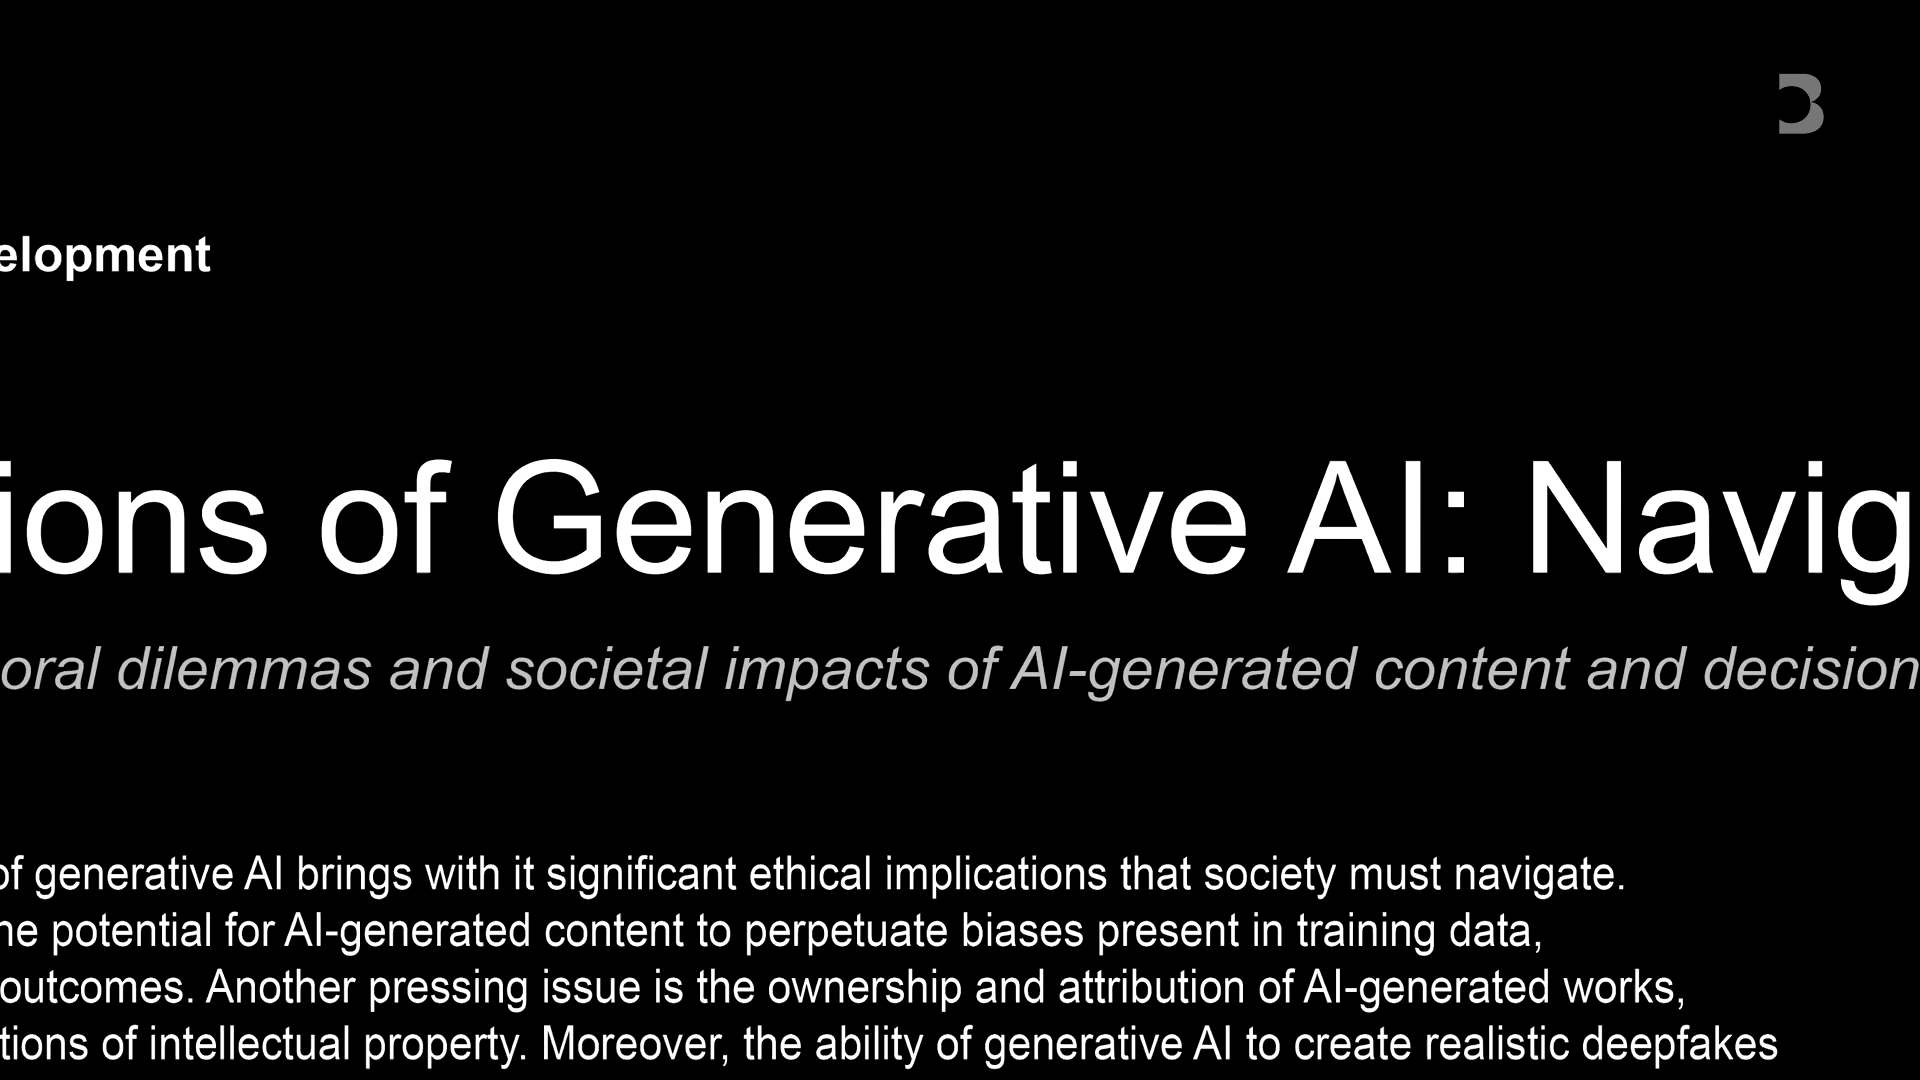 elopment
ions of Generative AI: Navig
oral dilemmas and societal impacts of AI-generated content and decision
of generative AI brings with it significant ethical implications that society must navigate.
he potential for AI-generated content to perpetuate biases present in training data,
outcomes. Another pressing issue is the ownership and attribution of AI-generated works,
tions of intellectual property. Moreover, the ability of generative AI to create realistic deepfakes